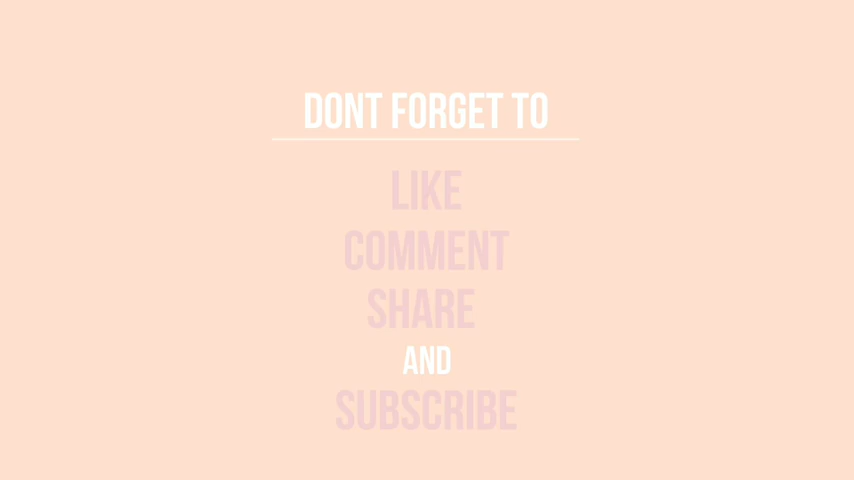 DONT FORGET TO
LIKE
COMMENT
SHARE
AND
SUBSCRIBE